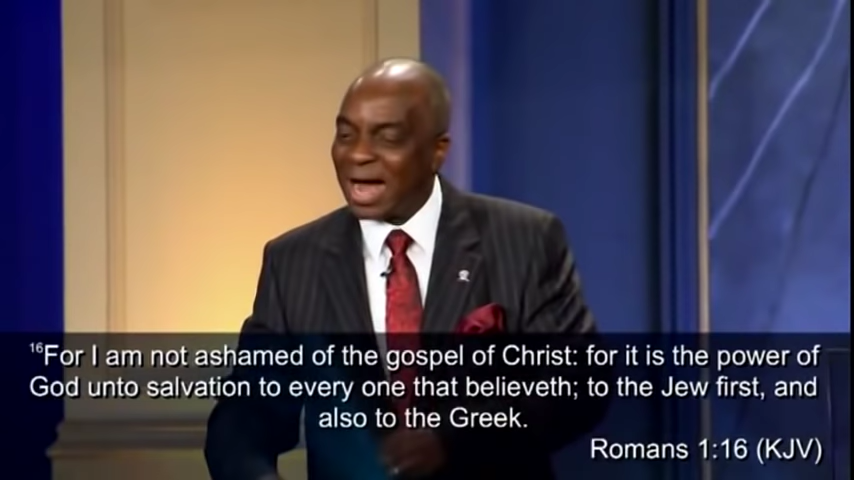 ¹⁶For I am not ashamed of the gospel of Christ: for it is the power of
God unto salvation to every one that believeth; to the Jew first, and
also to the Greek.
Romans 1:16 (KJV)